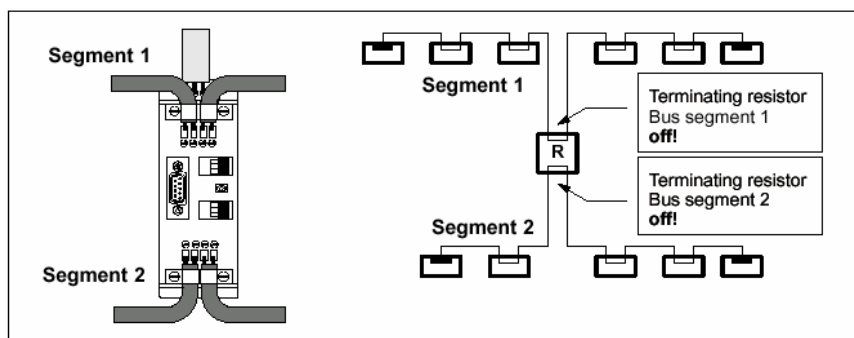 Segment 1
Segment 2
Segment 1
Terminating resistor
Bus segment 1
off!
R
Terminating resistor
Bus segment 2
off!
Segment 2